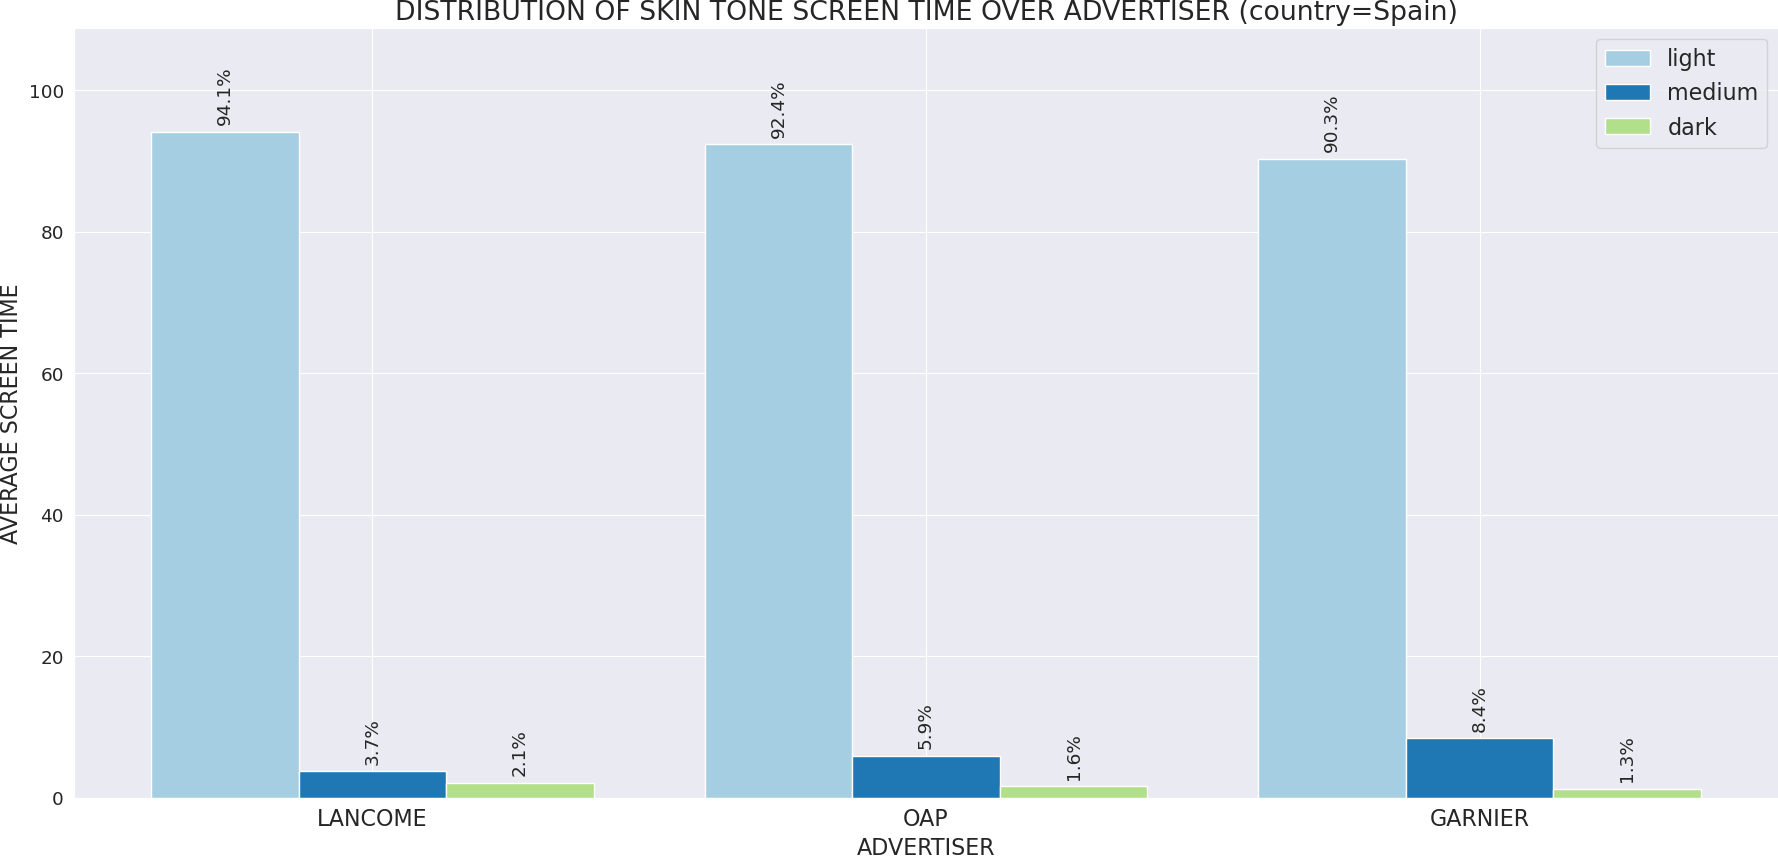 DISTRIBUTION OF SKIN TONE SCREEN TIME OVER ADVERTISER (country=Spain)
light
medium
dark
AVERAGE SCREEN TIME
100
80
60
40
20
0
94.1%
3.7%
2.1%
92.4%
5.9%
1.6%
90.3%
8.4%
1.3%
LANCOME
OAP
GARNIER
ADVERTISER